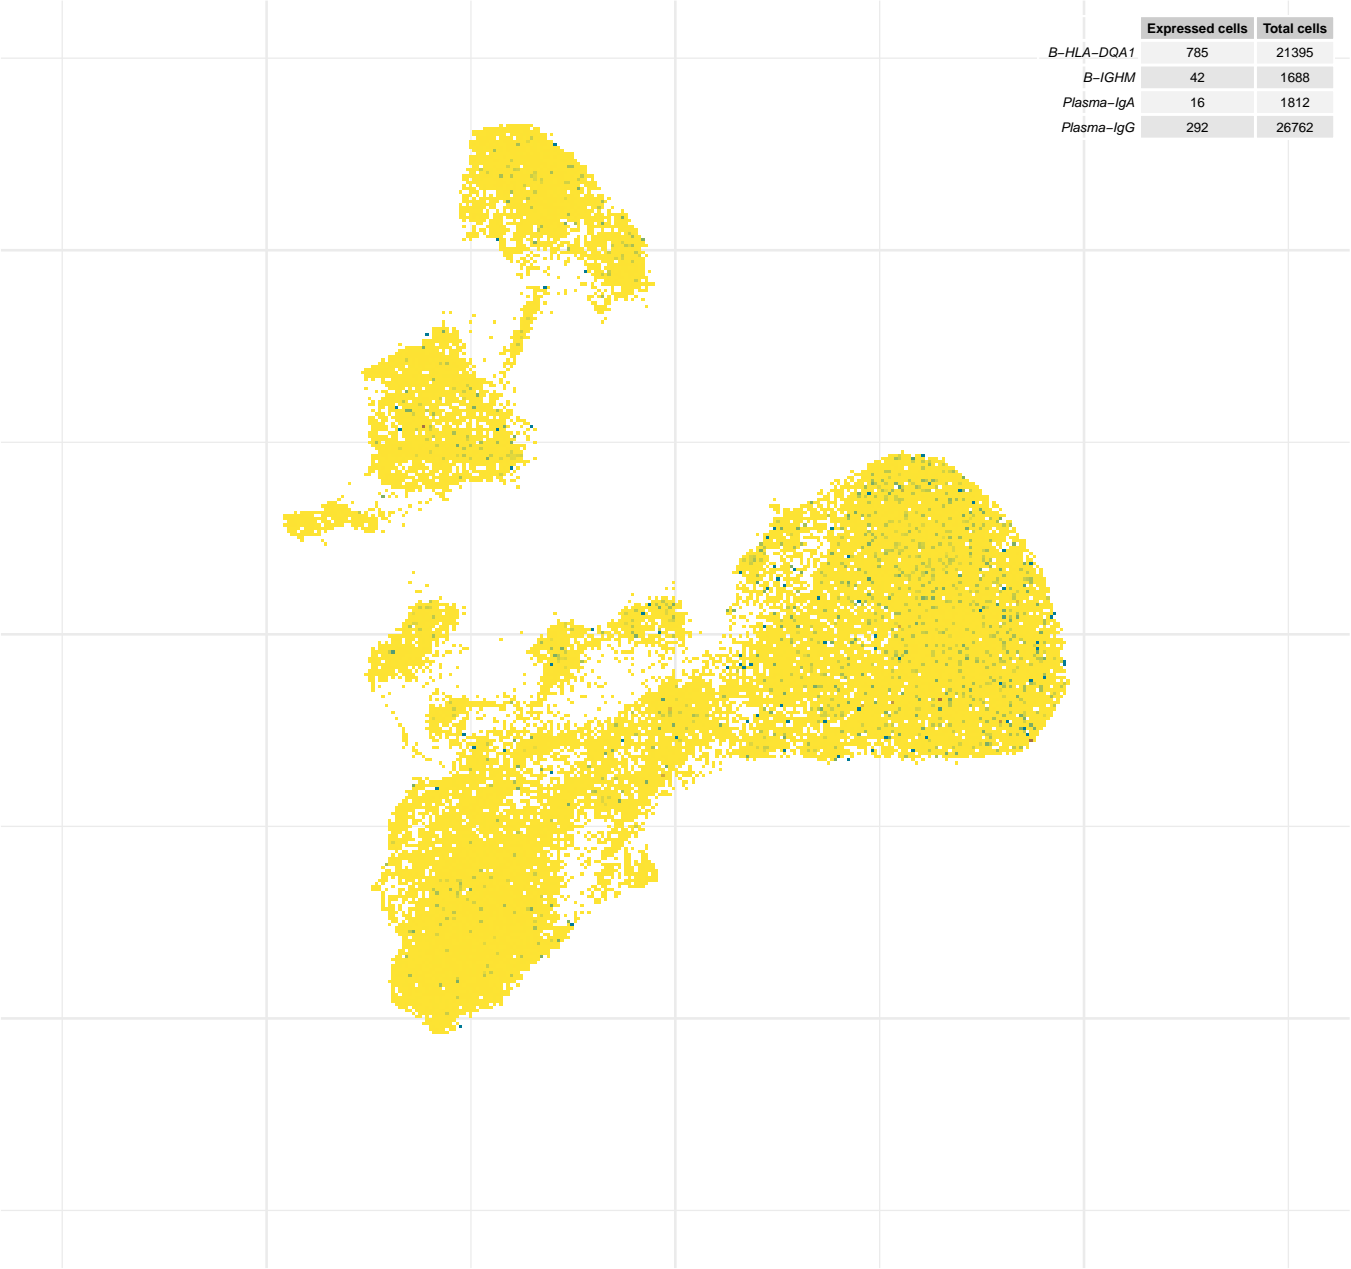 Expressed cells Total cells
B−HLA−DQA1 785 21395
B−IGHM 42 1688
Plasma−IgA 16 1812
Plasma−IgG 292 26762